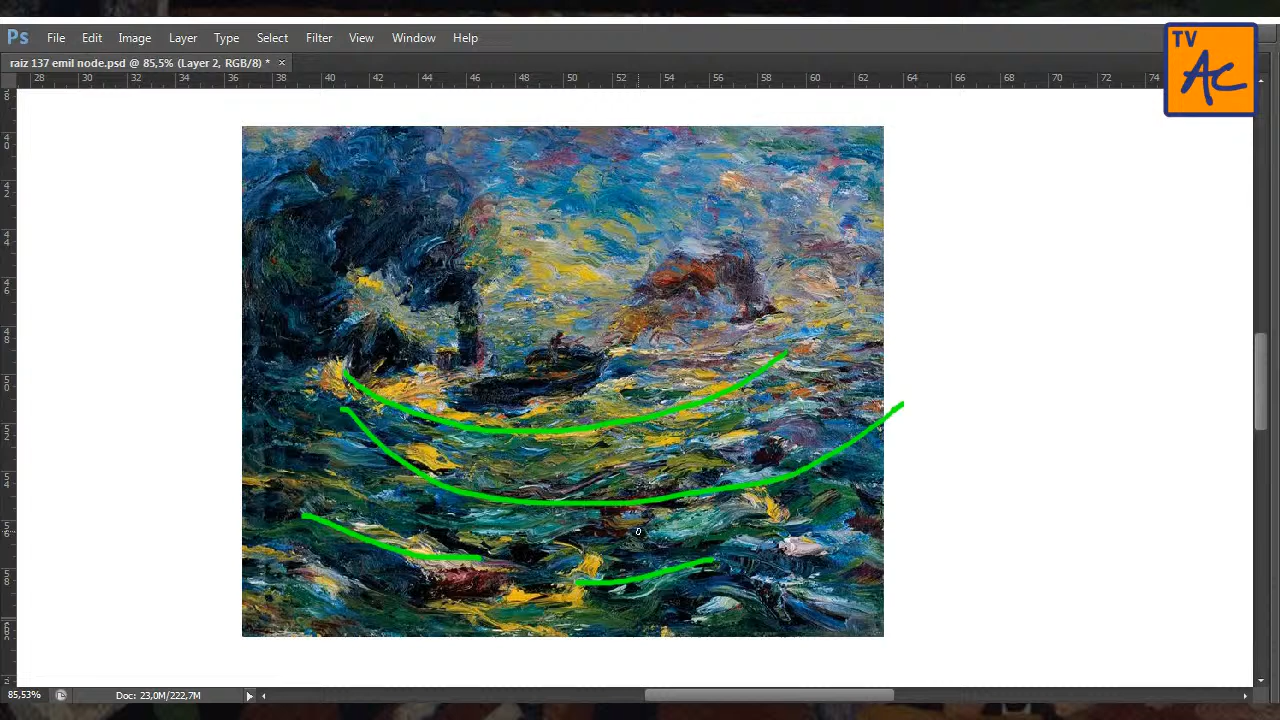 Ps File Edit Image Layer Type Select Filter View Window Help
TV
AC
raiz 137 emil node.psd @ 85,5% (Layer 2, RGB/8) * ×
28 30 32 34 36 38 40 42 44 46 48 50 52 54 56 58 60 62 64 66 68 70 72 74
85,53% Doc: 23,0M/222,7M